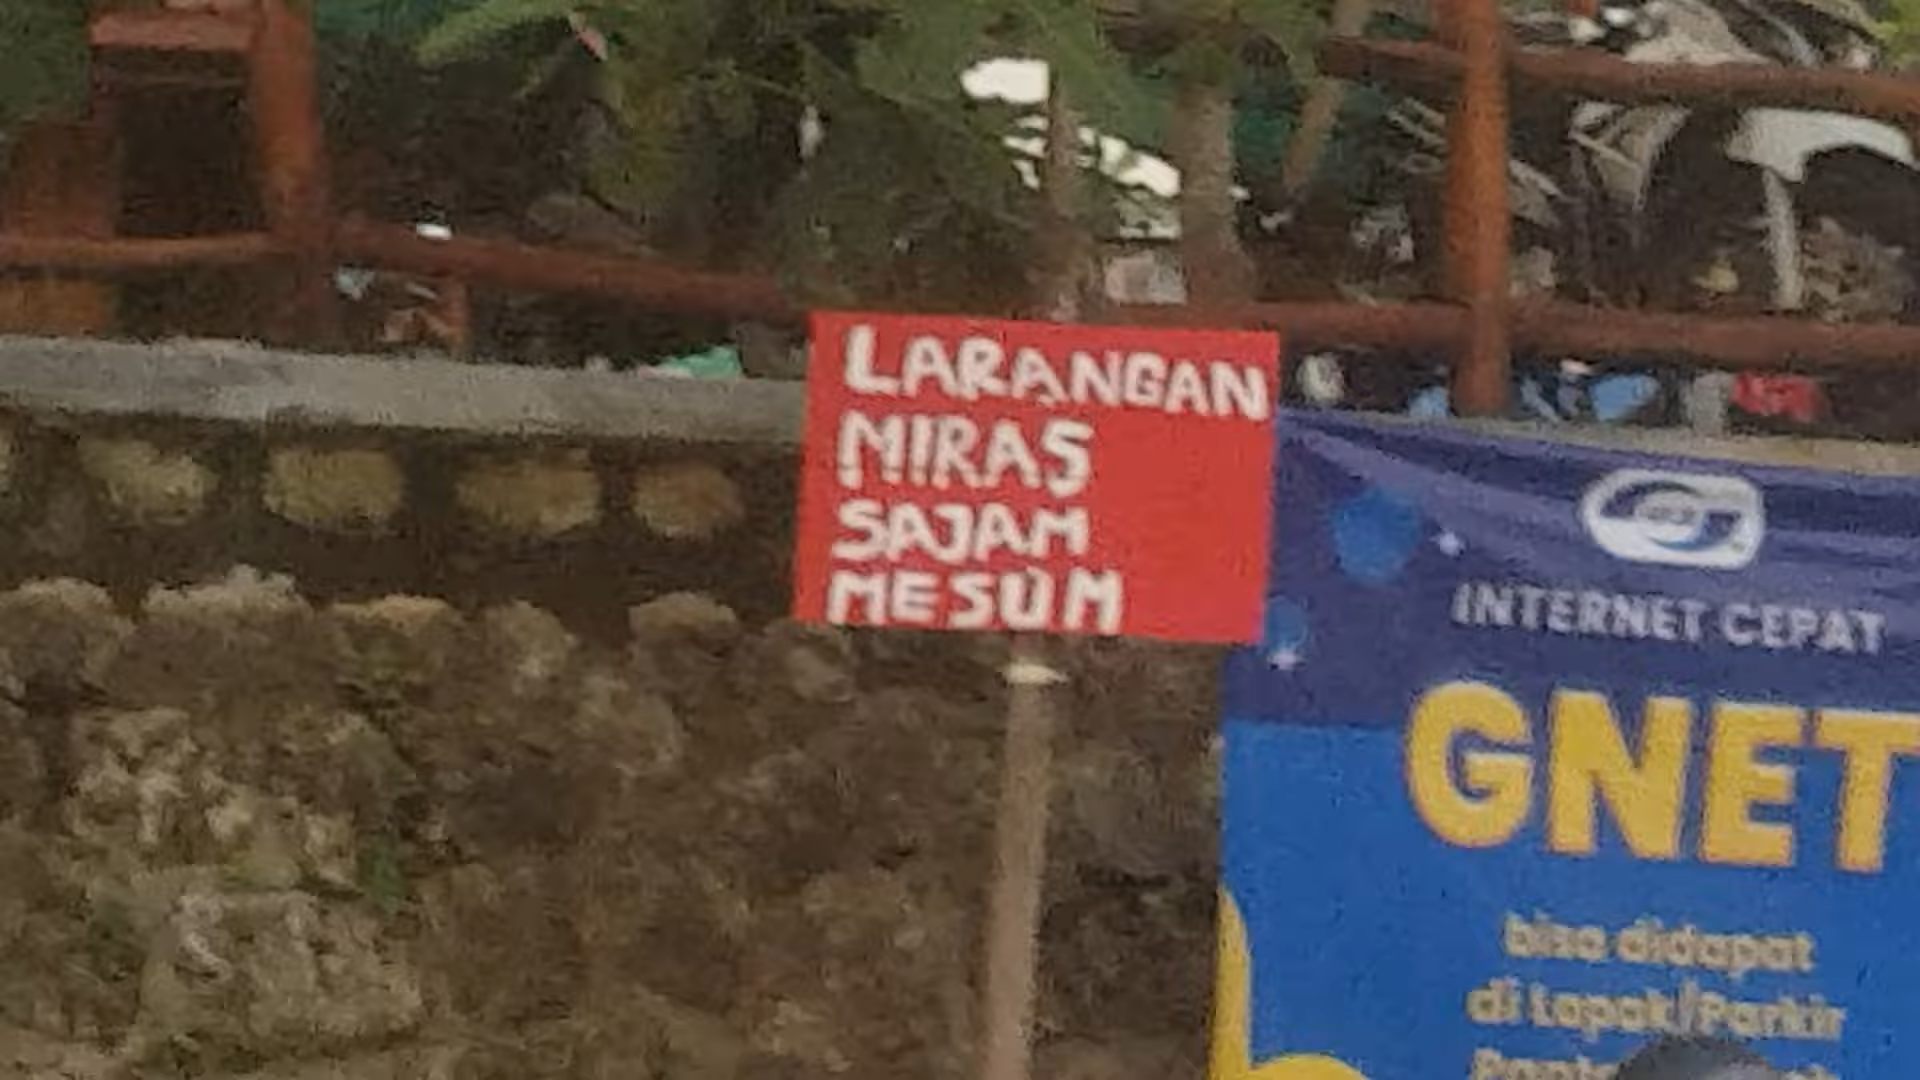 LARANGAN
MIRAS
SAJAM
MESUM
INTERNET CEPAT
GNET
bisa didapat
di Lapak/Parkir